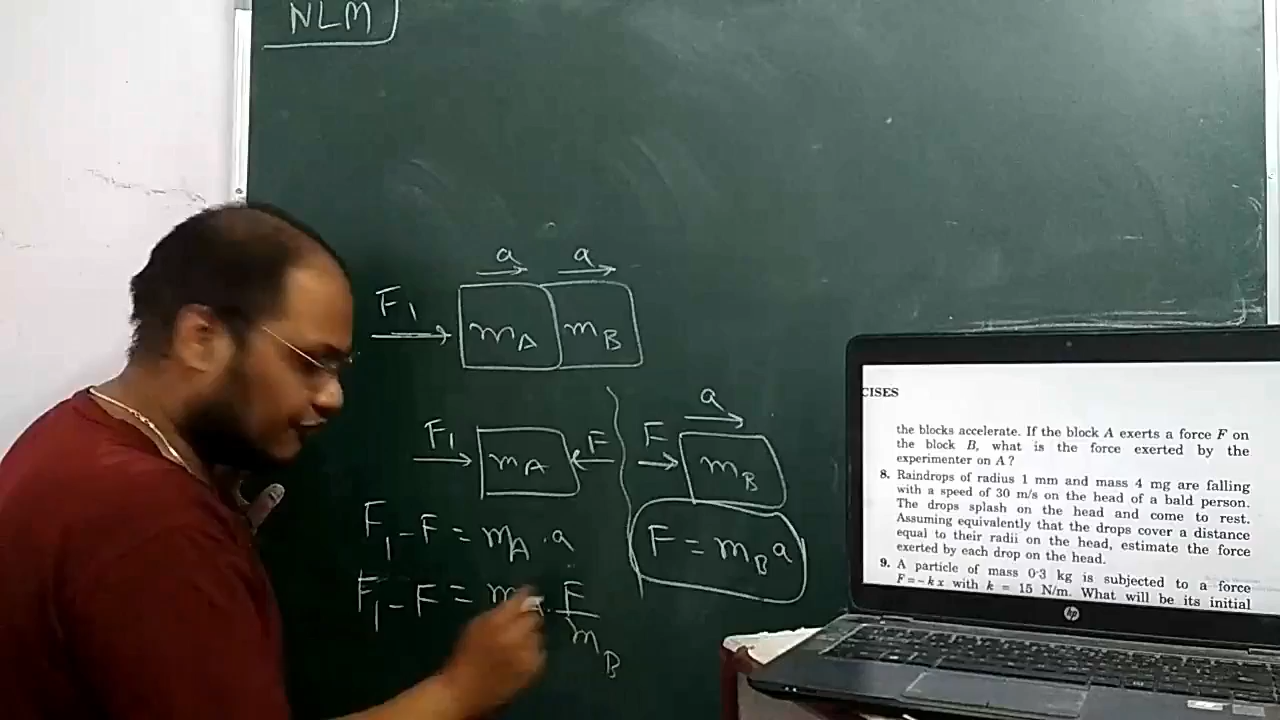 NLM
a a
F₁ mA mB
a
F₁ mA F F mB
F₁ - F = mA . a
F = mB a
F₁ - F = m . F/mB
CISES
the blocks accelerate. If the block A exerts a force F on
the block B, what is the force exerted by the
experimenter on A ?
8. Raindrops of radius 1 mm and mass 4 mg are falling
with a speed of 30 m/s on the head of a bald person.
The drops splash on the head and come to rest.
Assuming equivalently that the drops cover a distance
equal to their radii on the head, estimate the force
exerted by each drop on the head.
9. A particle of mass 0·3 kg is subjected to a force
F = – k x with k = 15 N/m. What will be its initial
hp